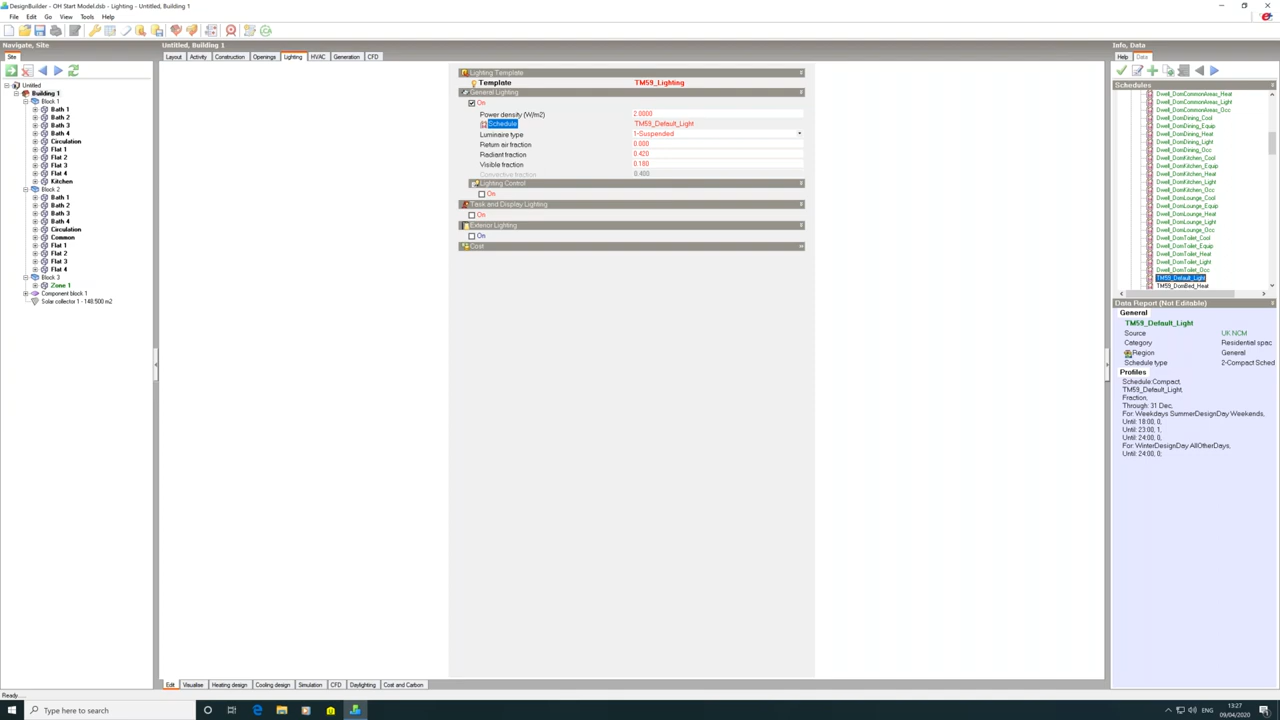 DesignBuilder - OH Start Model.dsb - Lighting - Untitled, Building 1
File Edit Go View Tools Help
Navigate, Site
Site
Untitled
Building 1
Block 1
Bath 1
Bath 2
Bath 3
Bath 4
Circulation
Flat 1
Flat 2
Flat 3
Flat 4
Kitchen
Block 2
Bath 1
Bath 2
Bath 3
Bath 4
Circulation
Common
Flat 1
Flat 2
Flat 3
Flat 4
Block 3
Zone 1
Component block 1
Solar collector 1 - 148.500 m2
Untitled, Building 1
Layout Activity Construction Openings Lighting HVAC Generation CFD
Lighting Template
Template TM59_Lighting
General Lighting
On
Power density (W/m2) 2.0000
Schedule TM59_Default_Light
Luminaire type 1-Suspended
Return air fraction 0.000
Radiant fraction 0.420
Visible fraction 0.180
Convective fraction 0.400
Lighting Control
On
Task and Display Lighting
On
Exterior Lighting
On
Cost
Edit Visualise Heating design Cooling design Simulation CFD Daylighting Cost and Carbon
Info, Data
Help Data
Schedules
Dwell_DomCommonAreas_Heat
Dwell_DomCommonAreas_Light
Dwell_DomCommonAreas_Occ
Dwell_DomDining_Cool
Dwell_DomDining_Equip
Dwell_DomDining_Heat
Dwell_DomDining_Light
Dwell_DomDining_Occ
Dwell_DomKitchen_Cool
Dwell_DomKitchen_Equip
Dwell_DomKitchen_Heat
Dwell_DomKitchen_Light
Dwell_DomKitchen_Occ
Dwell_DomLounge_Cool
Dwell_DomLounge_Equip
Dwell_DomLounge_Heat
Dwell_DomLounge_Light
Dwell_DomLounge_Occ
Dwell_DomToilet_Cool
Dwell_DomToilet_Equip
Dwell_DomToilet_Heat
Dwell_DomToilet_Light
Dwell_DomToilet_Occ
TM59_Default_Light
TM59_DomBed_Heat
Data Report (Not Editable)
General
TM59_Default_Light
Source UK NCM
Category Residential spac
Region General
Schedule type 2-Compact Sched
Profiles
Schedule:Compact,
TM59_Default_Light,
Fraction,
Through: 31 Dec,
For: Weekdays SummerDesignDay Weekends,
Until: 18:00, 0,
Until: 23:00, 1,
Until: 24:00, 0;
For: WinterDesignDay AllOtherDays,
Until: 24:00, 0;
Ready...
Type here to search
ENG
13:27
09/04/2020